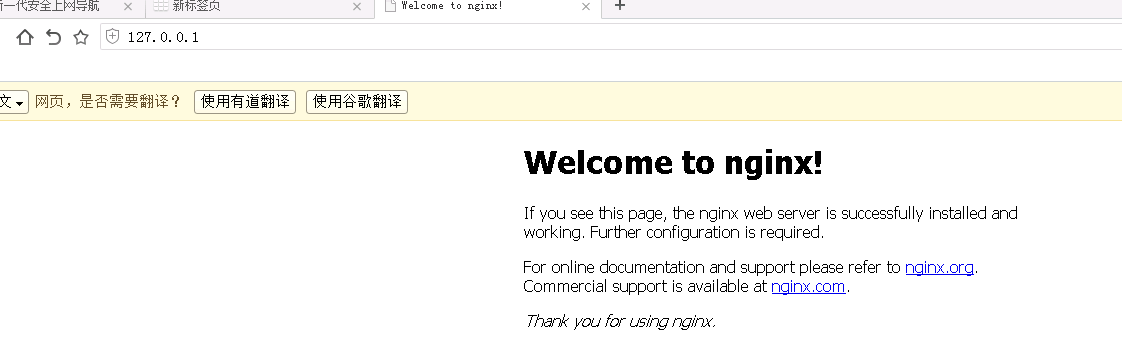 新一代安全上网导航
新标签页
Welcome to nginx!
127.0.0.1
文 网页，是否需要翻译？ 使用有道翻译 使用谷歌翻译
Welcome to nginx!
If you see this page, the nginx web server is successfully installed and
working. Further configuration is required.
For online documentation and support please refer to nginx.org.
Commercial support is available at nginx.com.
Thank you for using nginx.